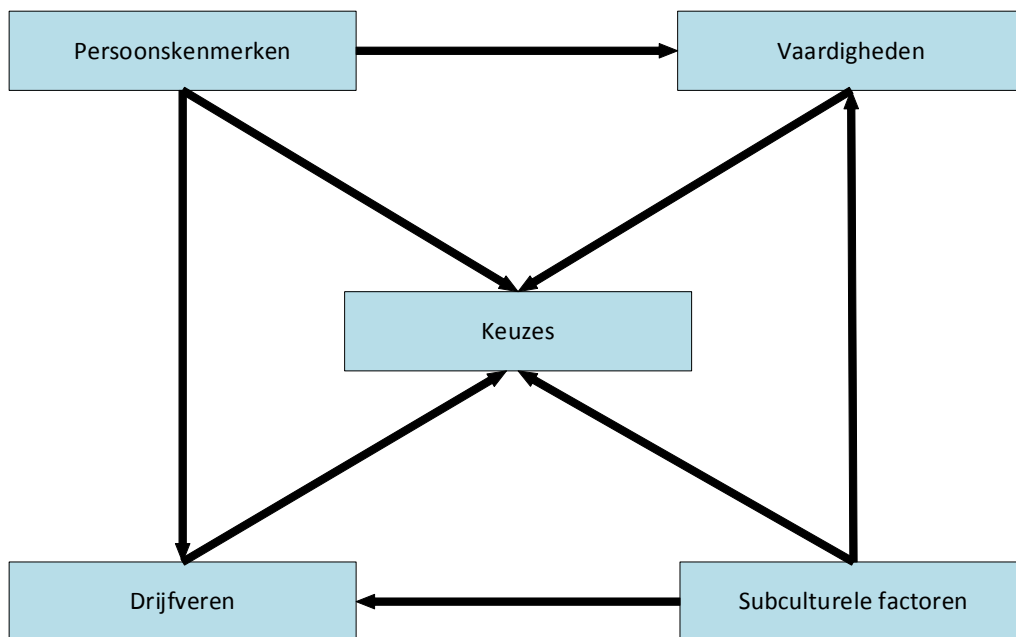 Persoonskenmerken
Vaardigheden
Keuzes
Drijfveren
Subculturele factoren